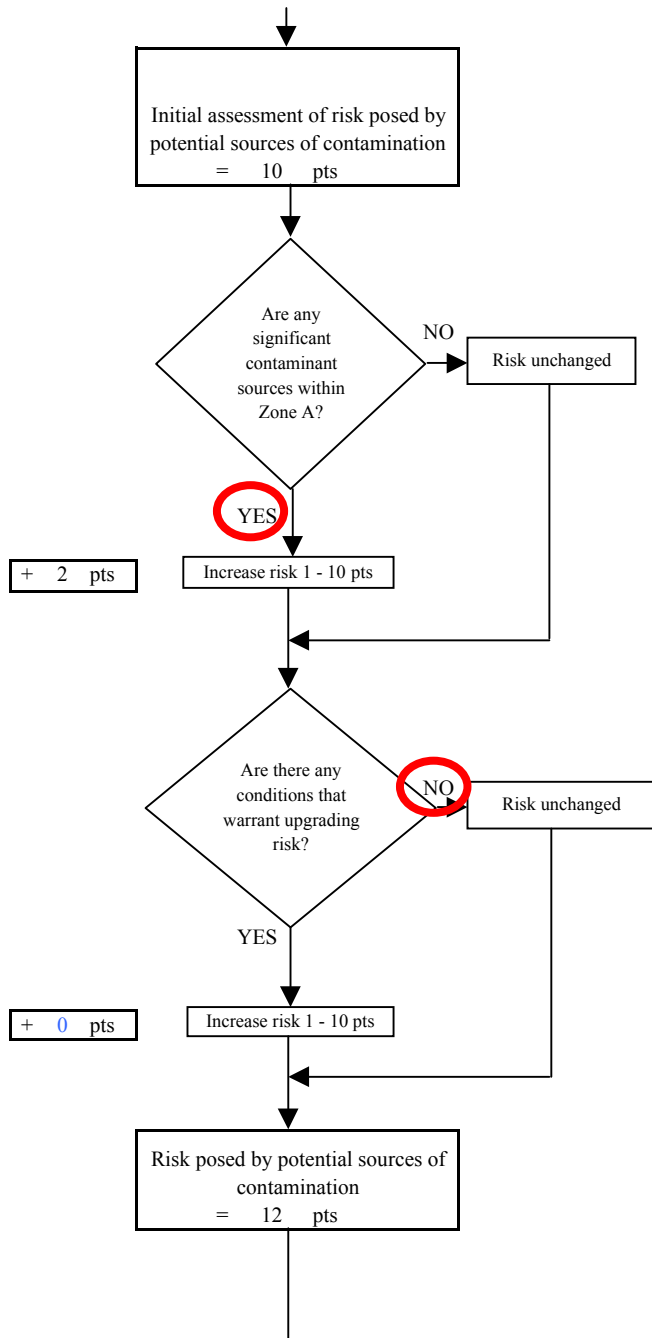 Initial assessment of risk posed by
potential sources of contamination
= 10 pts
Are any
significant
contaminant
sources within
Zone A?
NO
Risk unchanged
YES
+ 2 pts
Increase risk 1 - 10 pts
Are there any
conditions that
warrant upgrading
risk?
NO
Risk unchanged
YES
+ 0 pts
Increase risk 1 - 10 pts
Risk posed by potential sources of
contamination
= 12 pts